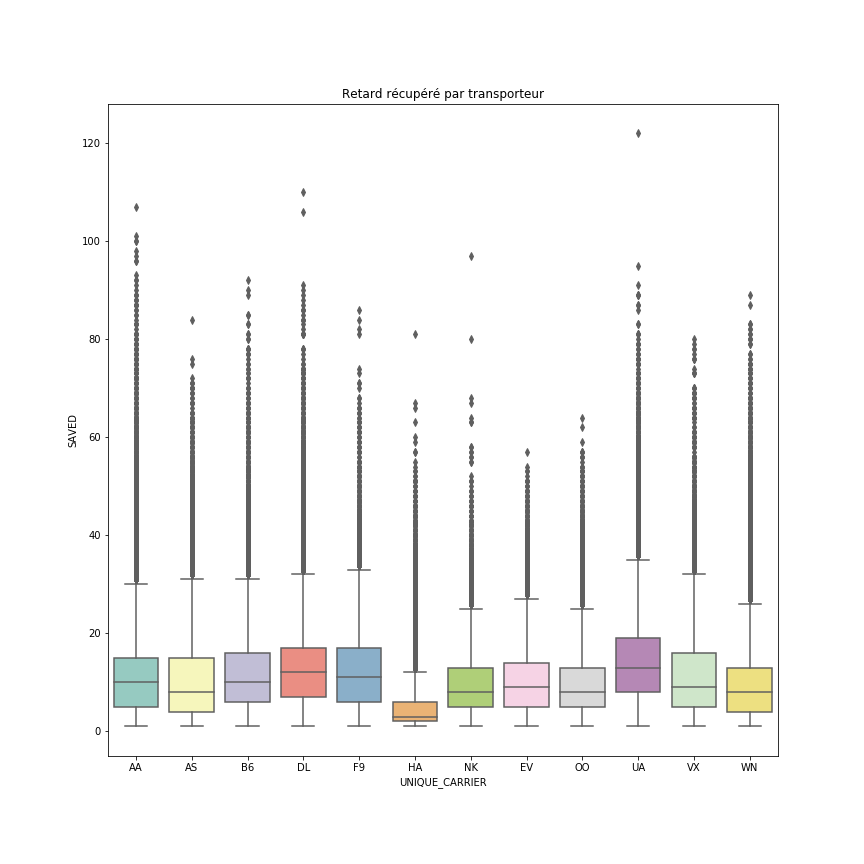 Retard récupéré par transporteur
120
100
80
60
40
20
0
SAVED
AA AS B6 DL F9 HA NK EV OO UA VX WN
UNIQUE_CARRIER